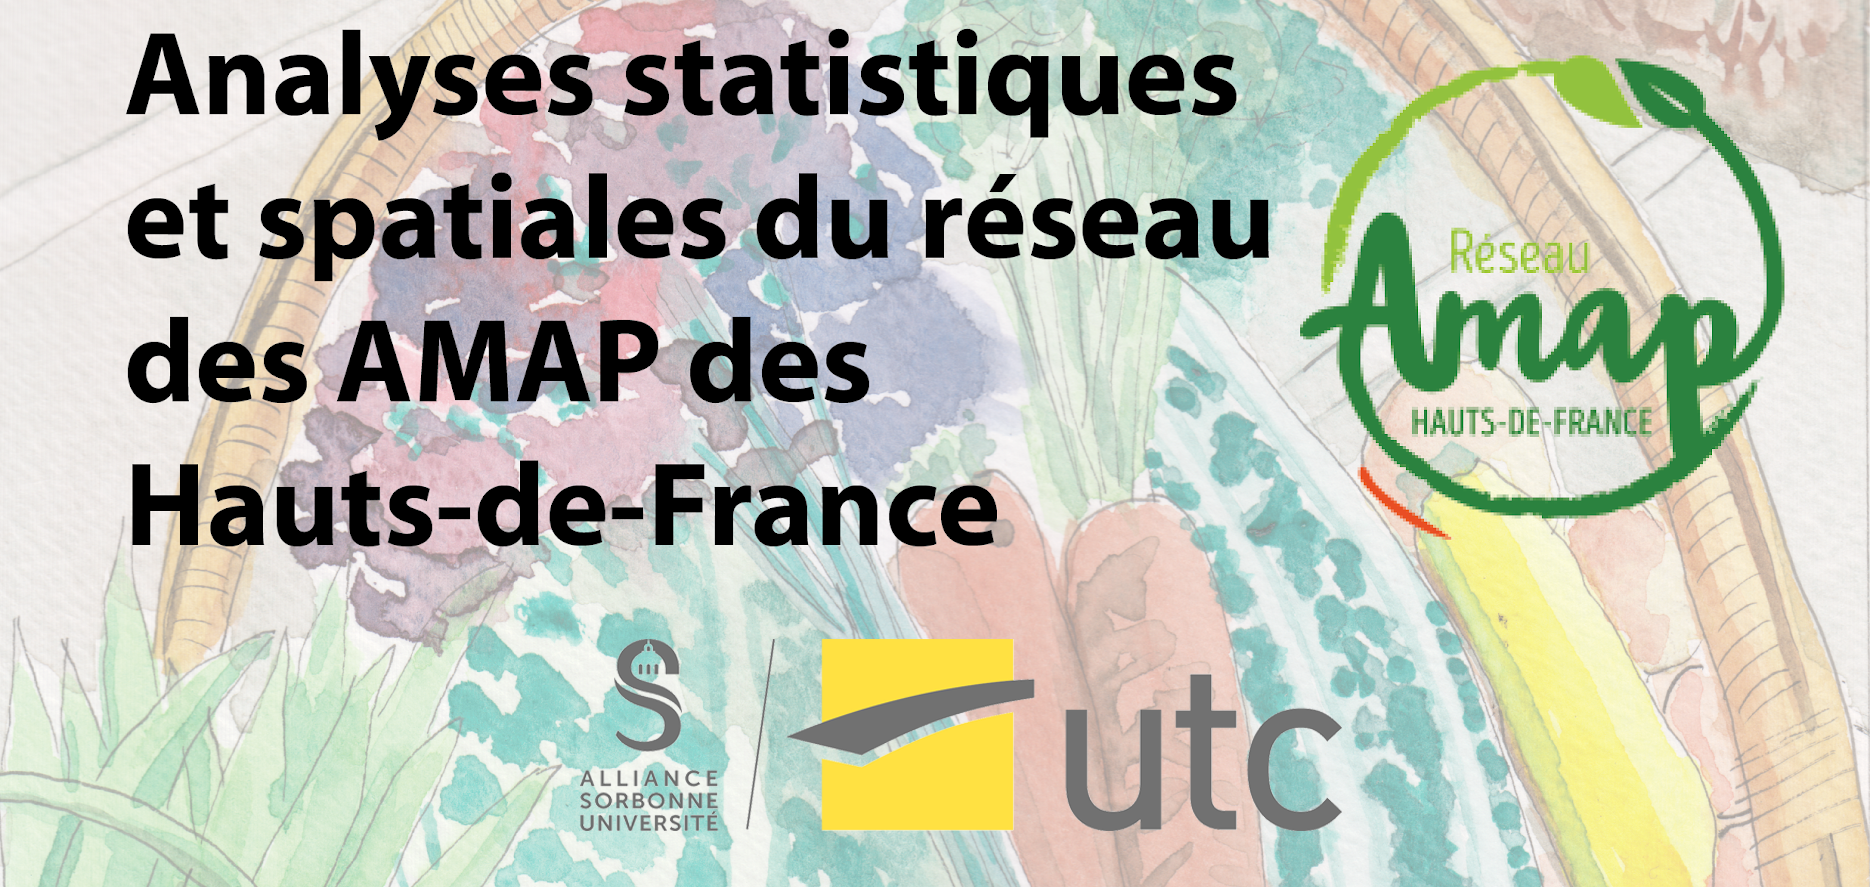 Analyses statistiques
et spatiales du réseau
des AMAP des
Hauts-de-France
Réseau
Amap
HAUTS-DE-FRANCE
ALLIANCE
SORBONNE
UNIVERSITÉ
utc